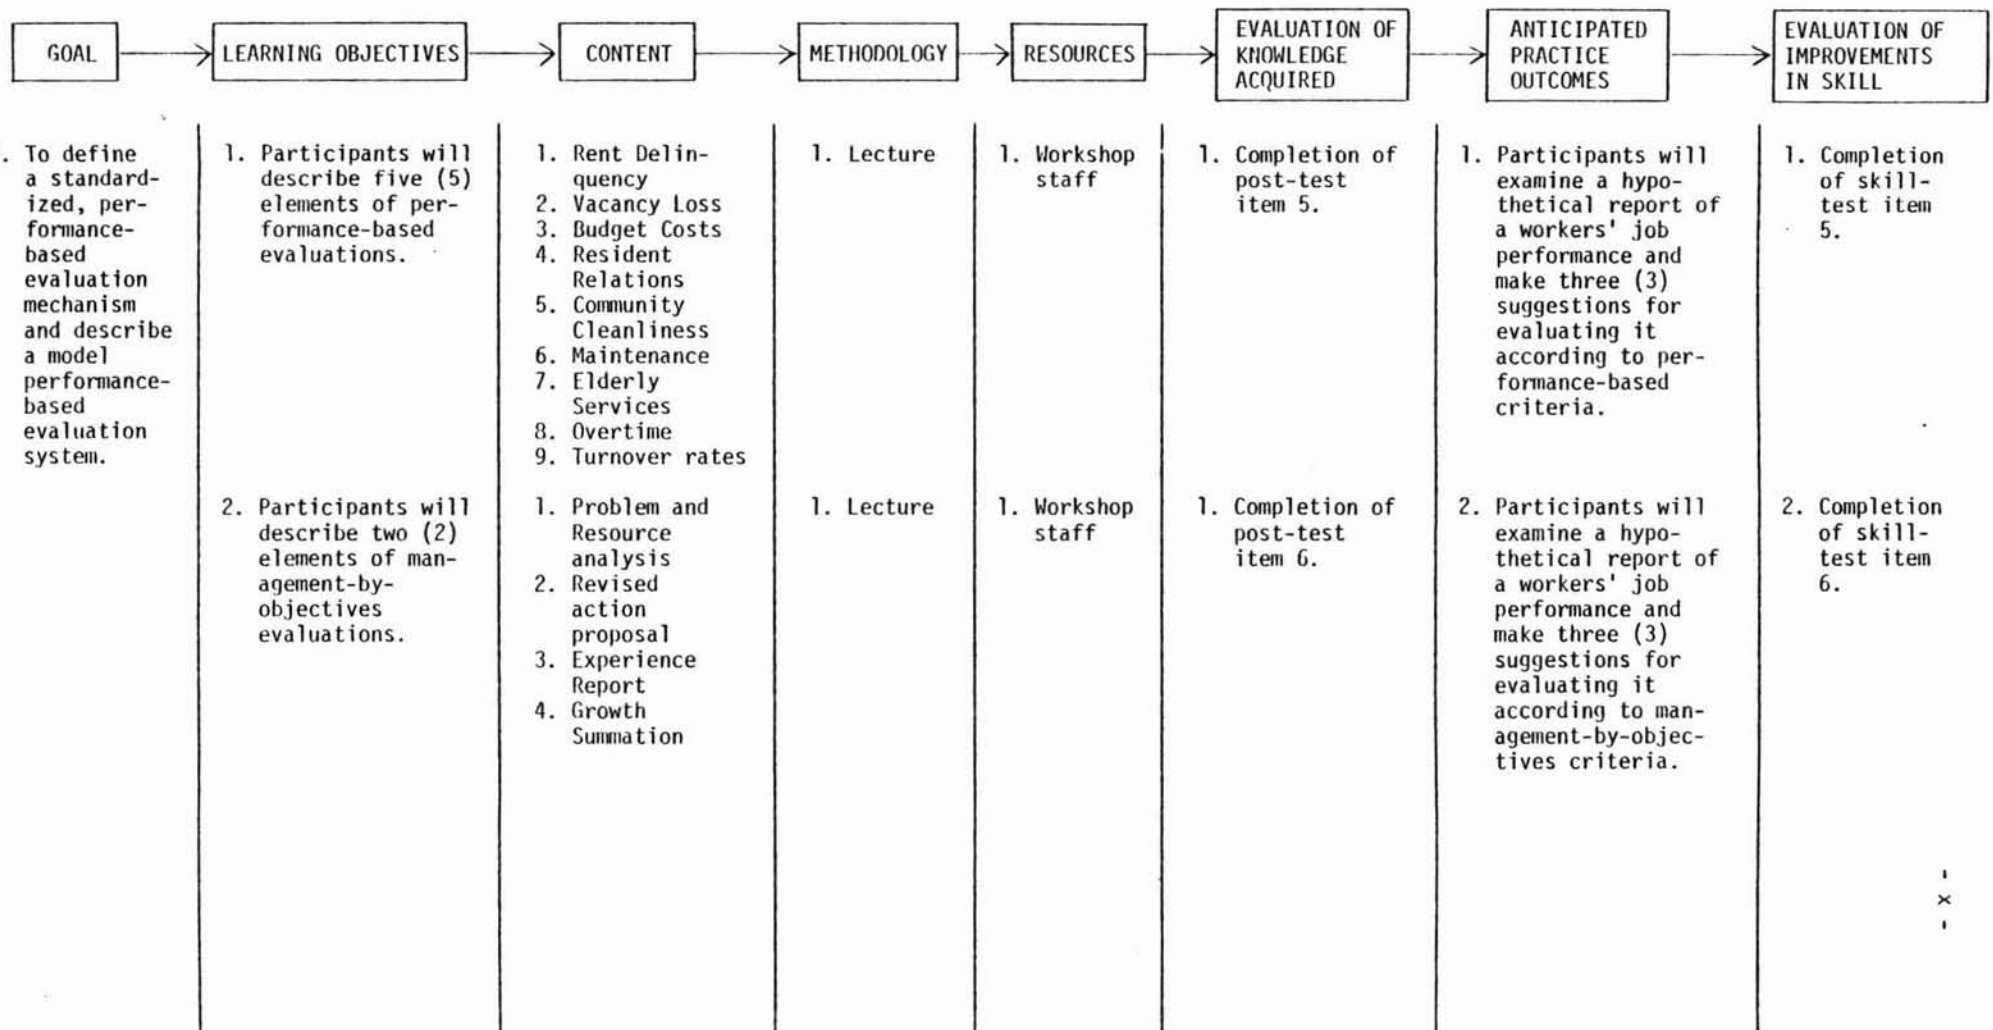 GOAL
LEARNING OBJECTIVES
CONTENT
METHODOLOGY
RESOURCES
EVALUATION OF
KNOWLEDGE
ACQUIRED
ANTICIPATED
PRACTICE
OUTCOMES
EVALUATION OF
IMPROVEMENTS
IN SKILL
. To define
a standard-
ized, per-
formance-
based
evaluation
mechanism
and describe
a model
performance-
based
evaluation
system.
1. Participants will
describe five (5)
elements of per-
formance-based
evaluations.
1. Rent Delin-
quency
2. Vacancy Loss
3. Budget Costs
4. Resident
Relations
5. Community
Cleanliness
6. Maintenance
7. Elderly
Services
8. Overtime
9. Turnover rates
1. Lecture
1. Workshop
staff
1. Completion of
post-test
item 5.
1. Participants will
examine a hypo-
thetical report of
a workers' job
performance and
make three (3)
suggestions for
evaluating it
according to per-
formance-based
criteria.
1. Completion
of skill-
test item
5.
2. Participants will
describe two (2)
elements of man-
agement-by-
objectives
evaluations.
1. Problem and
Resource
analysis
2. Revised
action
proposal
3. Experience
Report
4. Growth
Summation
1. Lecture
1. Workshop
staff
1. Completion of
post-test
item 6.
2. Participants will
examine a hypo-
thetical report of
a workers' job
performance and
make three (3)
suggestions for
evaluating it
according to man-
agement-by-objec-
tives criteria.
2. Completion
of skill-
test item
6.
- x -